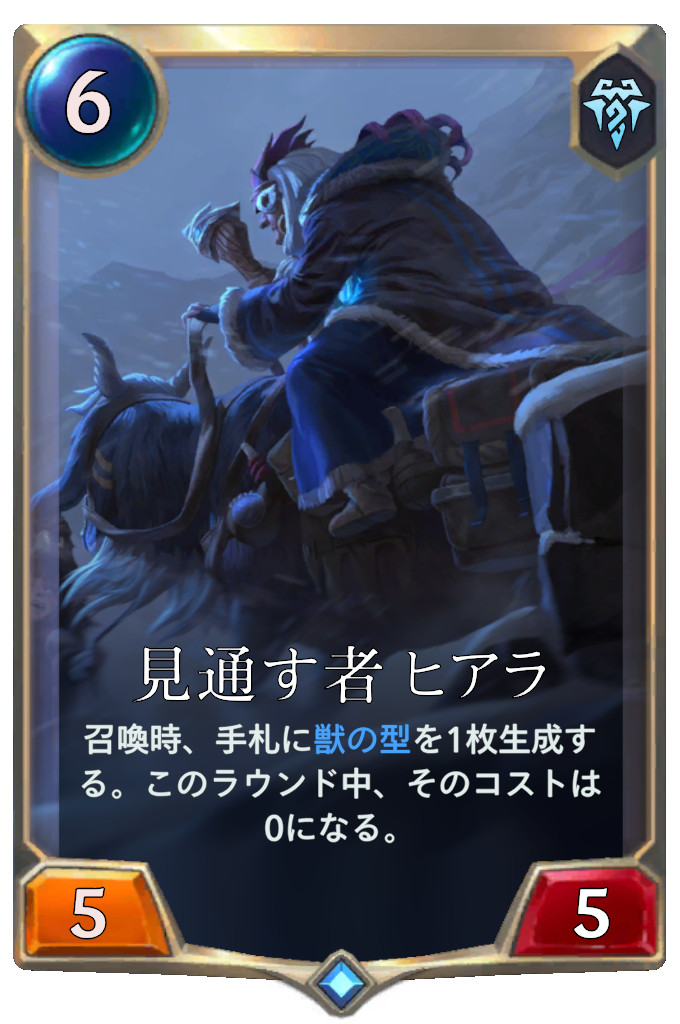 6
見通す者 ヒアラ
召喚時、手札に獣の型を1枚生成す
る。このラウンド中、そのコストは
0になる。
5
5